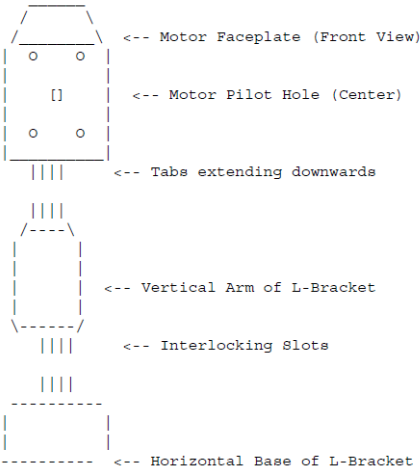 <-- Motor Faceplate (Front View)
O O
[] <-- Motor Pilot Hole (Center)
O O
<-- Tabs extending downwards
<-- Vertical Arm of L-Bracket
<-- Interlocking Slots
<-- Horizontal Base of L-Bracket